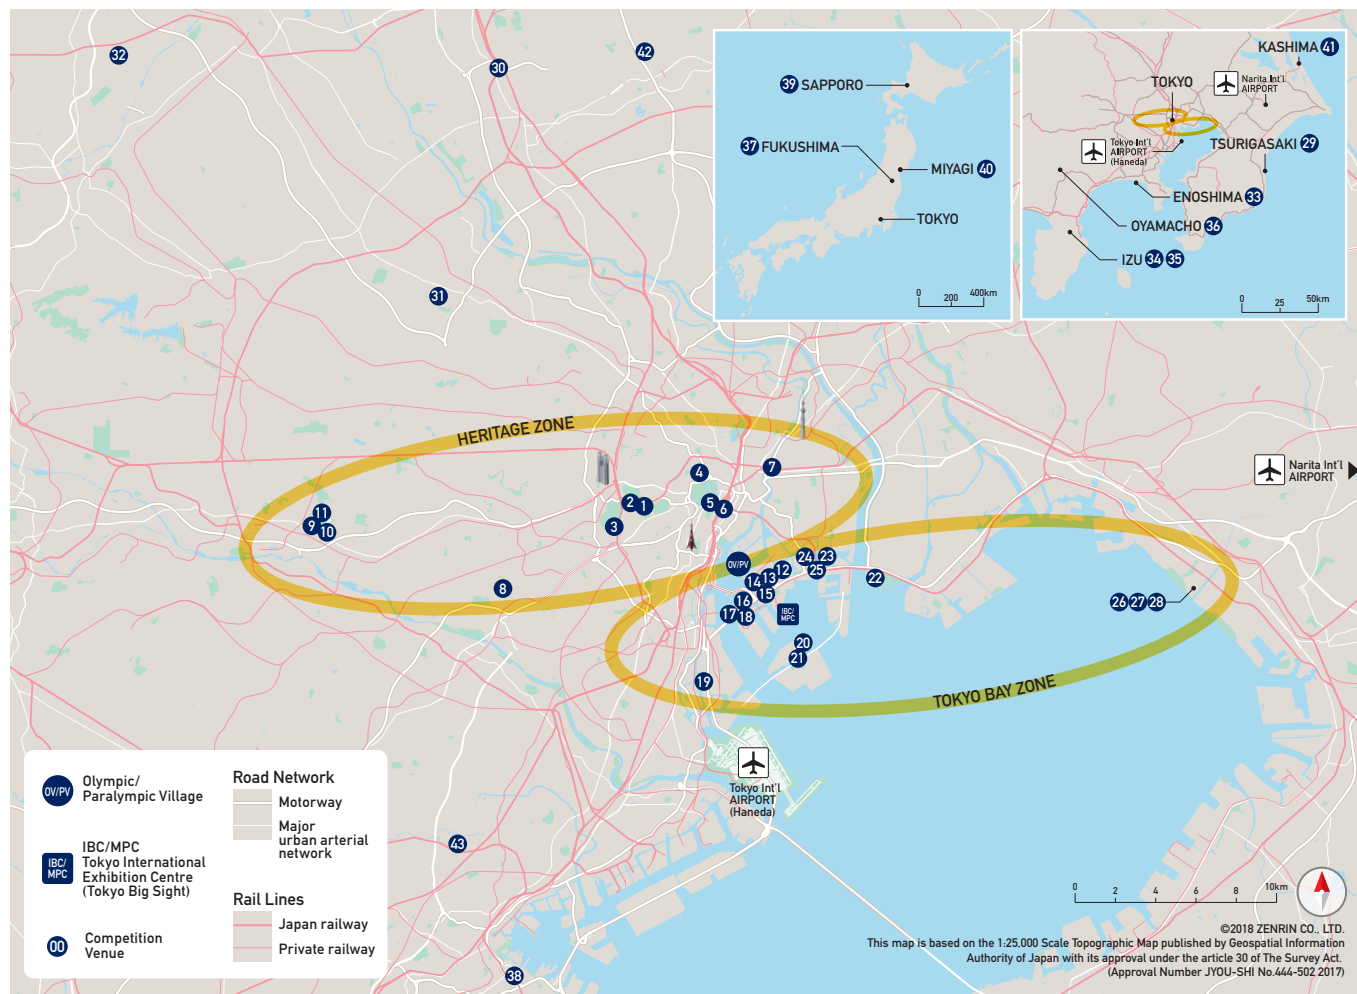 32
42
30
31
39 SAPPORO
37 FUKUSHIMA
MIYAGI 40
TOKYO
0 200 400km
KASHIMA 41
TOKYO
Narita Int'l
AIRPORT
Tokyo Int'l
AIRPORT
(Haneda)
TSURIGASAKI 29
ENOSHIMA 33
OYAMACHO 36
IZU 34 35
0 25 50km
HERITAGE ZONE
4
7
2
1
5
6
3
11
9
10
8
Narita Int'l
AIRPORT
OV/PV
24
23
12
25
13
14
22
15
16
17
18
IBC/
MPC
20
21
19
26 27 28
TOKYO BAY ZONE
Tokyo Int'l
AIRPORT
(Haneda)
43
38
OV/PV
Olympic/
Paralympic Village
IBC/
MPC
IBC/MPC
Tokyo International
Exhibition Centre
(Tokyo Big Sight)
00
Competition
Venue
Road Network
Motorway
Major
urban arterial
network
Rail Lines
Japan railway
Private railway
0 2 4 6 8 10km
©2018 ZENRIN CO., LTD.
This map is based on the 1:25,000 Scale Topographic Map published by Geospatial Information
Authority of Japan with its approval under the article 30 of The Survey Act.
(Approval Number JYOU-SHI No.444-502 2017)